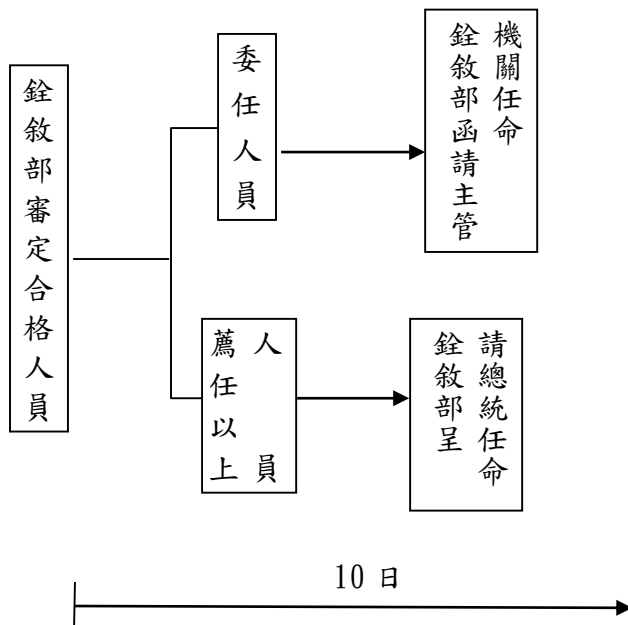 銓敘部審定合格人員
委任人員
銓敘部函請主管
機關任命
薦任以上
人員
銓敘部呈
請總統任命
10 日